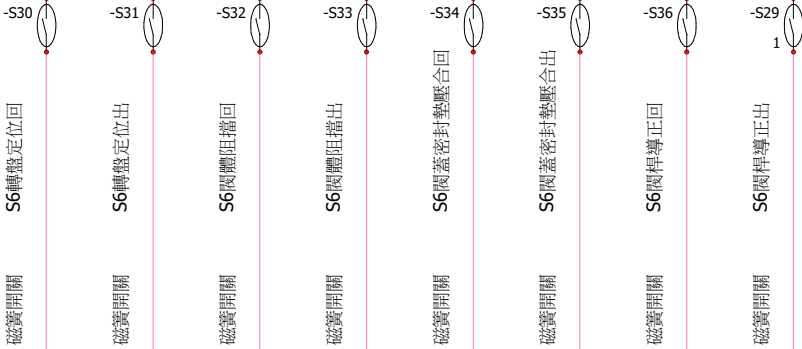 -S30
-S31
-S32
-S33
-S34
-S35
-S36
-S29
1
S6轉盤定位回
S6轉盤定位出
S6閥體阻擋回
S6閥體阻擋出
S6閥蓋密封墊壓合回
S6閥蓋密封墊壓合出
S6閥桿導正回
S6閥桿導正出
磁簧開關
磁簧開關
磁簧開關
磁簧開關
磁簧開關
磁簧開關
磁簧開關
磁簧開關